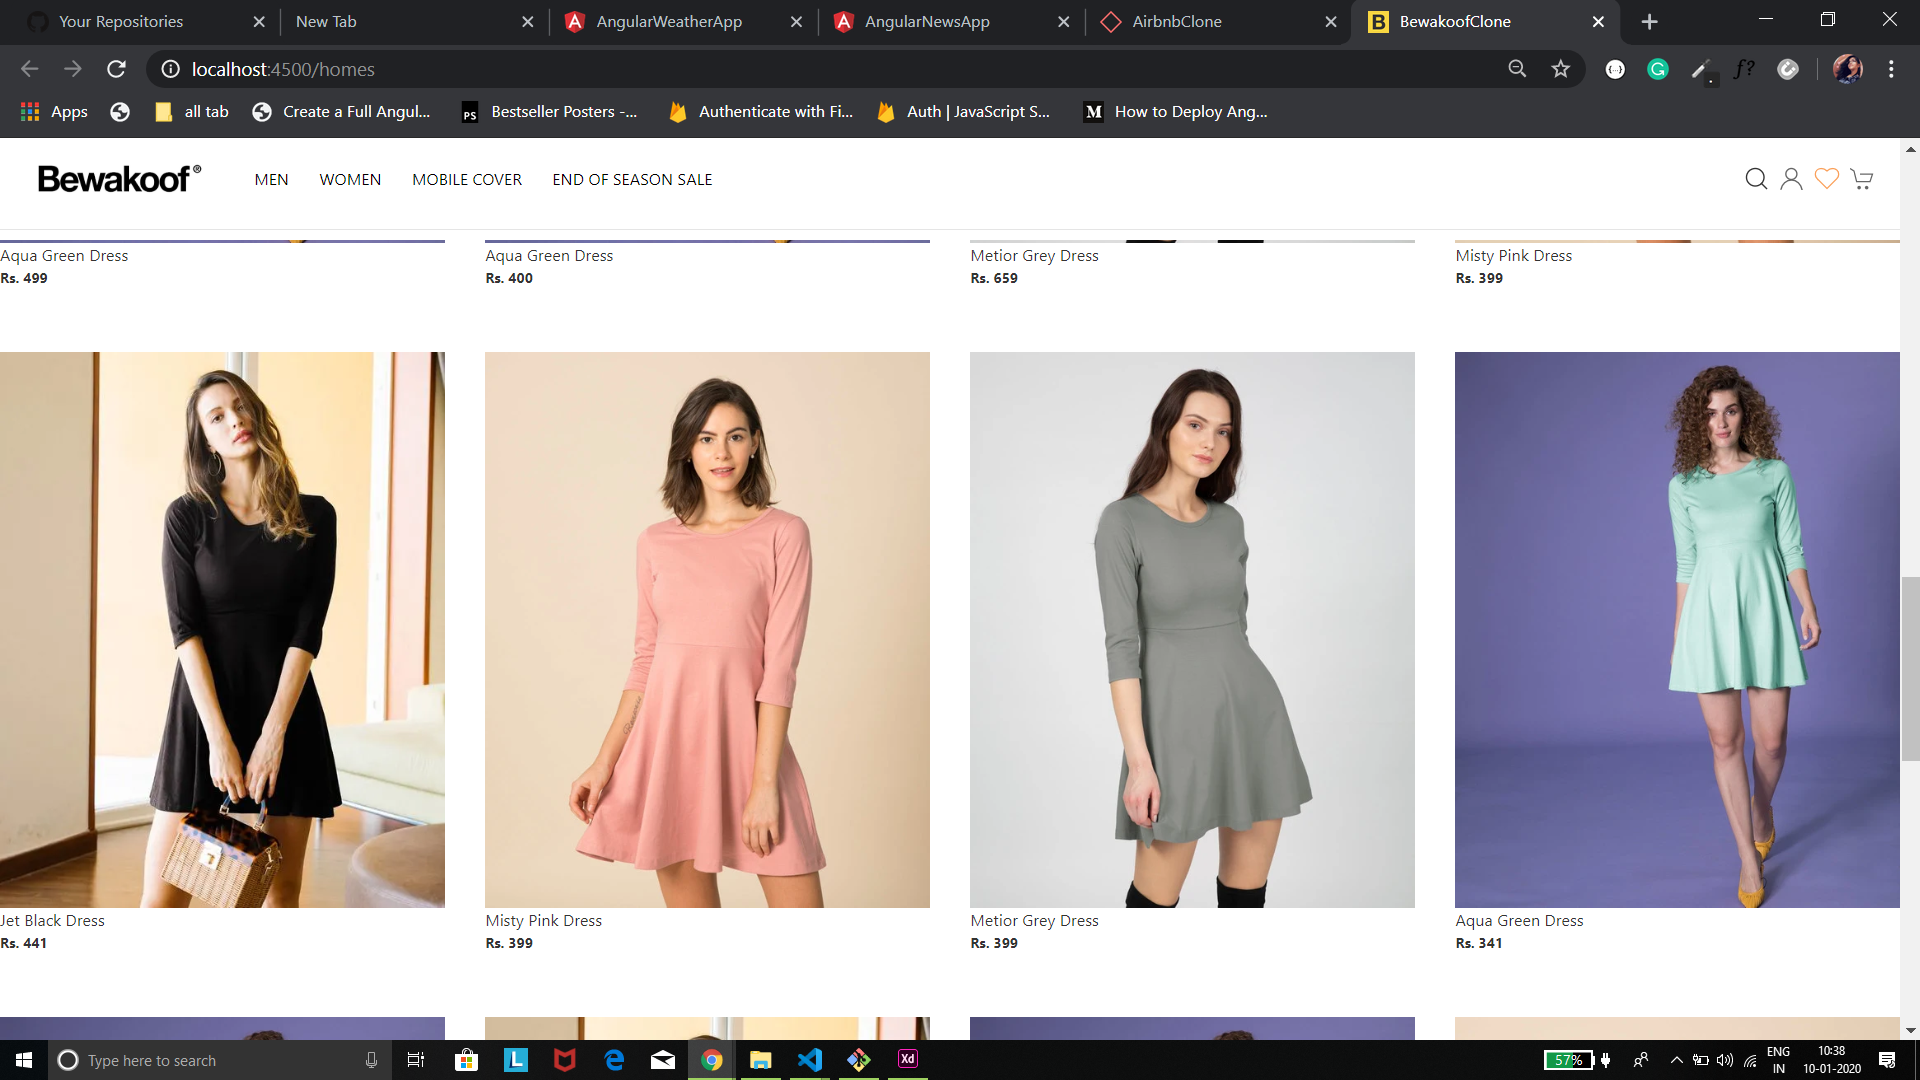 Your Repositories
New Tab
AngularWeatherApp
AngularNewsApp
AirbnbClone
BewakoofClone
localhost:4500/homes
f?
Apps
all tab
Create a Full Angul...
PS
Bestseller Posters -...
Authenticate with Fi...
Auth | JavaScript S...
M
How to Deploy Ang...
Bewakoof®
MEN
WOMEN
MOBILE COVER
END OF SEASON SALE
Aqua Green Dress
Rs. 499
Aqua Green Dress
Rs. 400
Metior Grey Dress
Rs. 659
Misty Pink Dress
Rs. 399
Jet Black Dress
Rs. 441
Misty Pink Dress
Rs. 399
Metior Grey Dress
Rs. 399
Aqua Green Dress
Rs. 341
Type here to search
L
Xd
57%
ENG
IN
10:38
10-01-2020